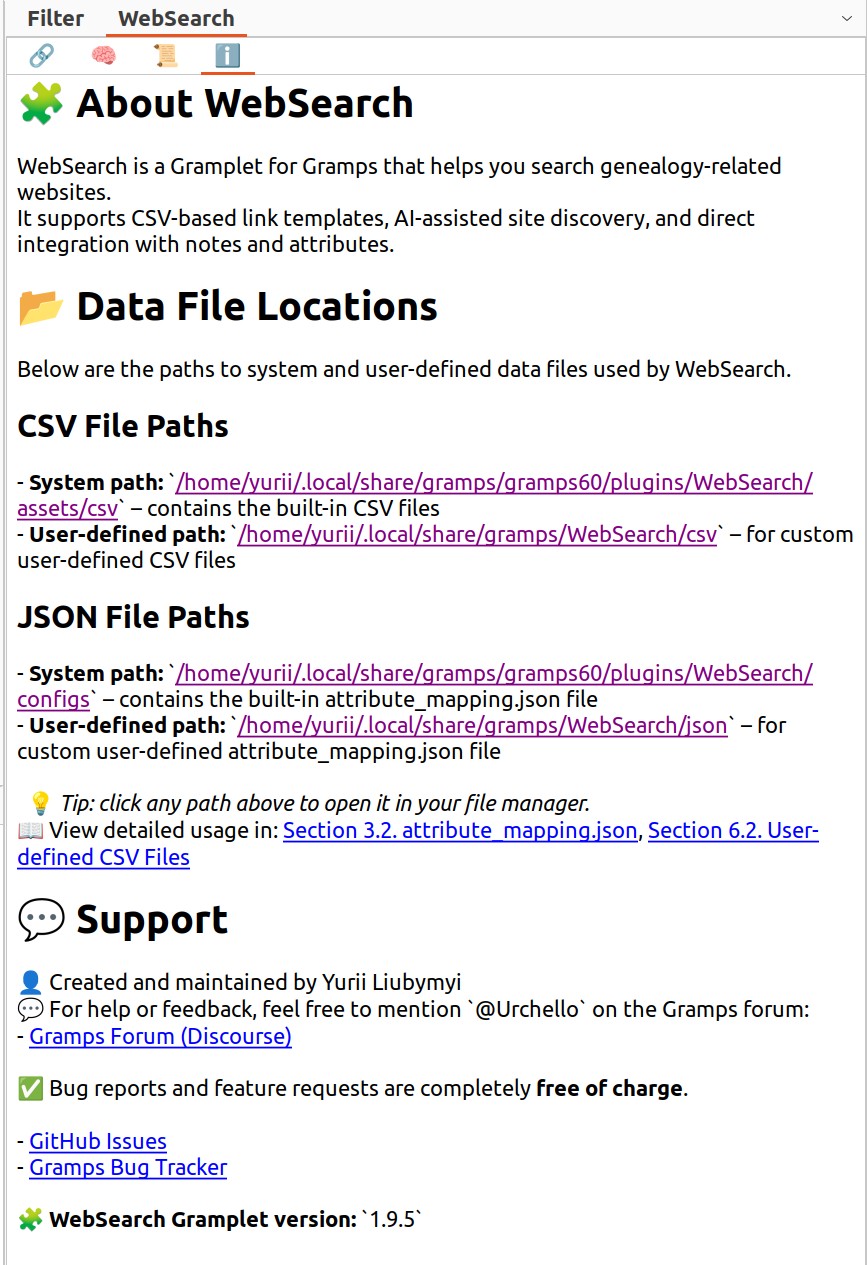 Filter WebSearch
About WebSearch
WebSearch is a Gramplet for Gramps that helps you search genealogy-related
websites.
It supports CSV-based link templates, AI-assisted site discovery, and direct
integration with notes and attributes.
Data File Locations
Below are the paths to system and user-defined data files used by WebSearch.
CSV File Paths
- System path: `/home/yurii/.local/share/gramps/gramps60/plugins/WebSearch/
assets/csv` – contains the built-in CSV files
- User-defined path: `/home/yurii/.local/share/gramps/WebSearch/csv` – for custom
user-defined CSV files
JSON File Paths
- System path: `/home/yurii/.local/share/gramps/gramps60/plugins/WebSearch/
configs` – contains the built-in attribute_mapping.json file
- User-defined path: `/home/yurii/.local/share/gramps/WebSearch/json` – for
custom user-defined attribute_mapping.json file
💡 Tip: click any path above to open it in your file manager.
📖 View detailed usage in: Section 3.2. attribute_mapping.json, Section 6.2. User-
defined CSV Files
Support
👤 Created and maintained by Yurii Liubymyi
💬 For help or feedback, feel free to mention `@Urchello` on the Gramps forum:
- Gramps Forum (Discourse)
✅ Bug reports and feature requests are completely free of charge.
- GitHub Issues
- Gramps Bug Tracker
🧩 WebSearch Gramplet version: `1.9.5`